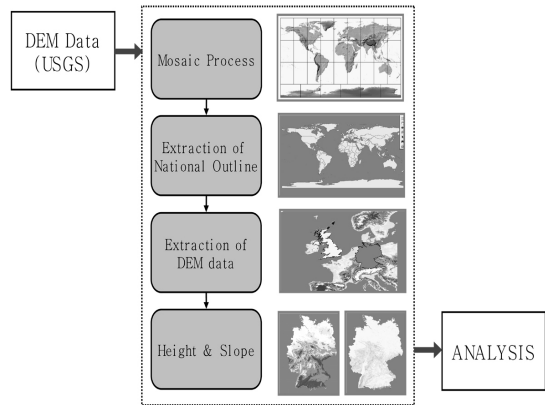 DEM Data
(USGS)
Mosaic Process
Extraction of
National Outline
Extraction of
DEM data
Height & Slope
ANALYSIS